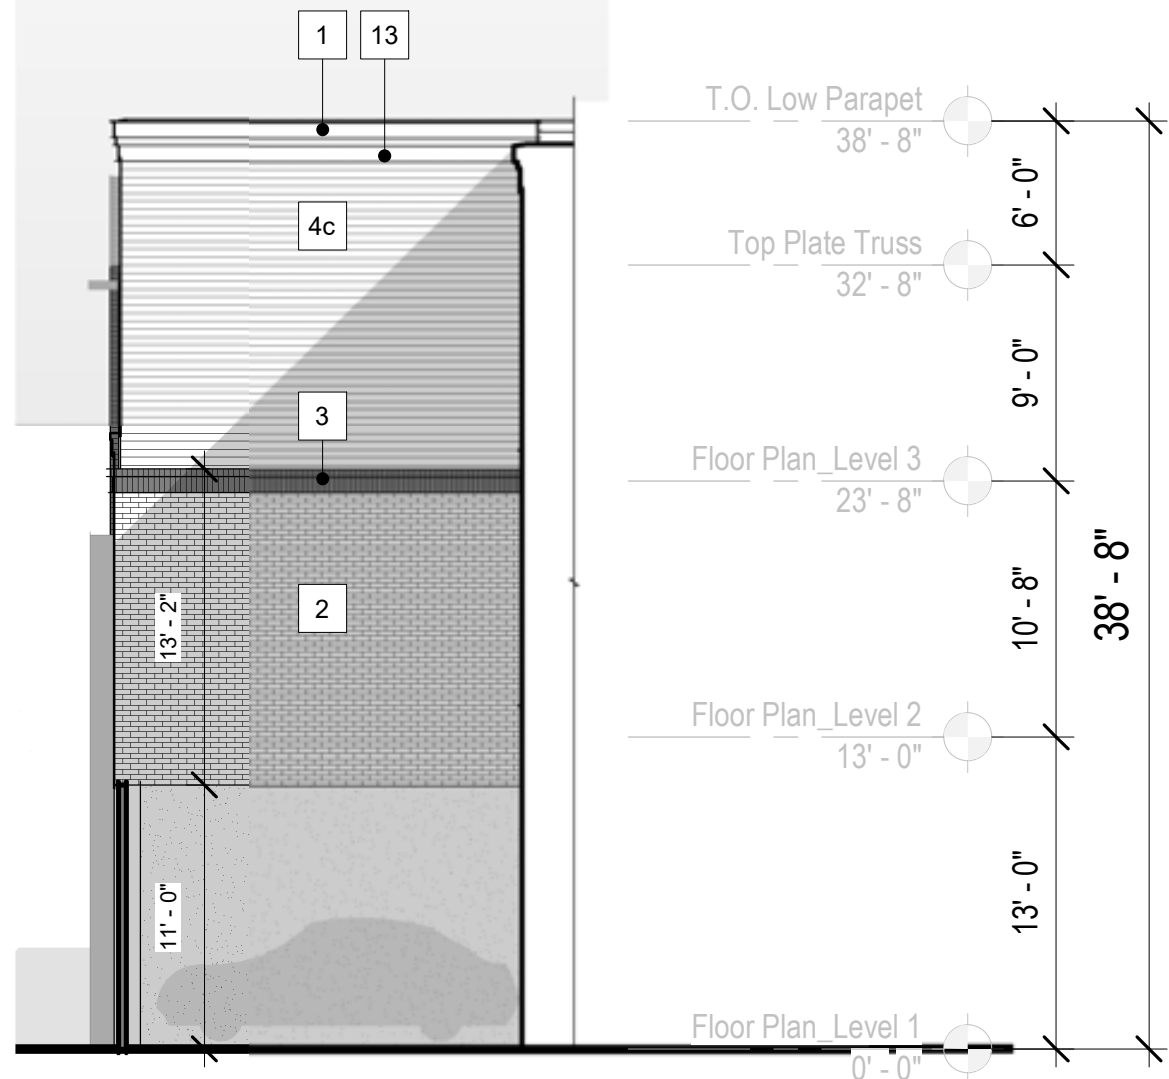 1
13
T.O. Low Parapet
38' - 8"
6' - 0"
4c
Top Plate Truss
32' - 8"
9' - 0"
3
Floor Plan_Level 3
23' - 8"
38' - 8"
10' - 8"
13' - 2"
2
Floor Plan_Level 2
13' - 0"
13' - 0"
11' - 0"
Floor Plan_Level 1
0' - 0"